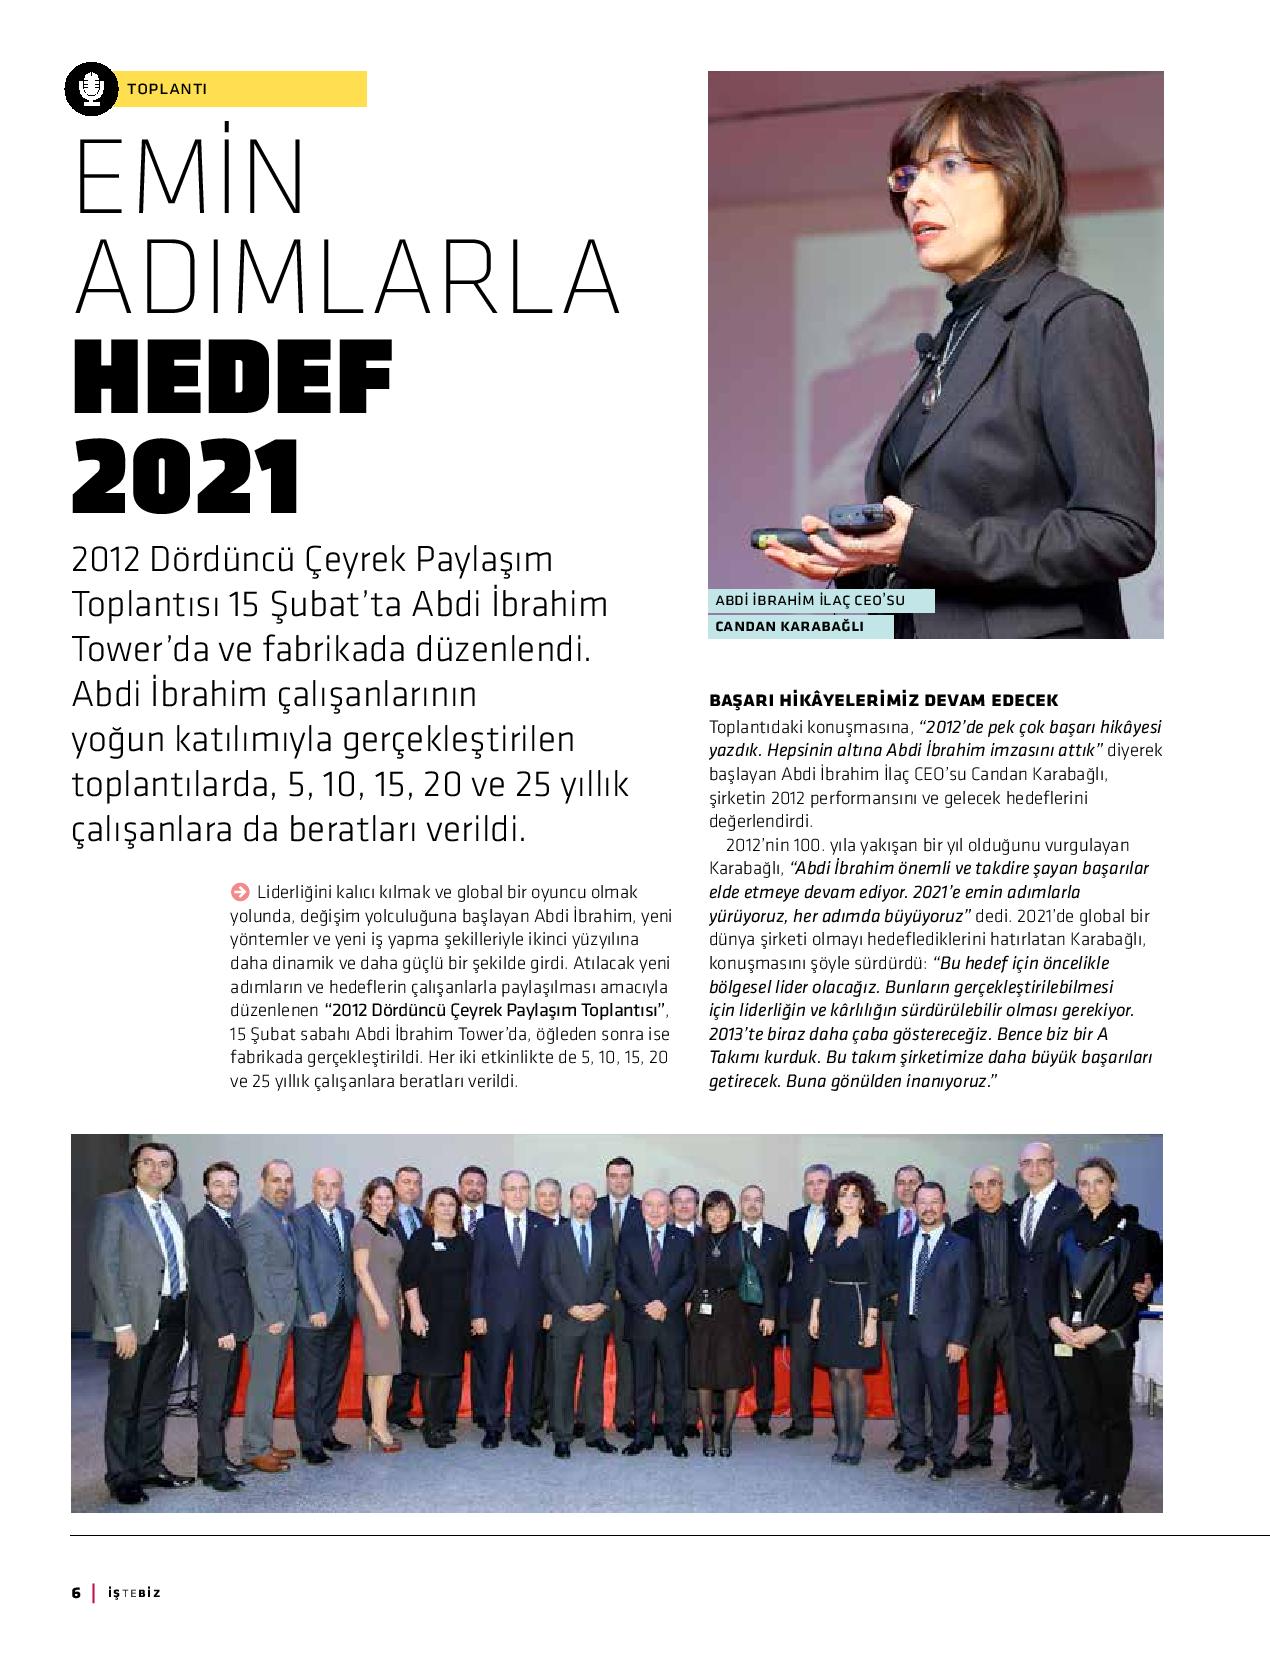 TOPLANTI
EMİN
ADIMLARLA
HEDEF
2021
2012 Dördüncü Çeyrek Paylaşım
Toplantısı 15 Şubat’ta Abdi İbrahim
Tower’da ve fabrikada düzenlendi.
Abdi İbrahim çalışanlarının
yoğun katılımıyla gerçekleştirilen
toplantılarda, 5, 10, 15, 20 ve 25 yıllık
çalışanlara da beratları verildi.
Liderliğini kalıcı kılmak ve global bir oyuncu olmak
yolunda, değişim yolculuğuna başlayan Abdi İbrahim, yeni
yöntemler ve yeni iş yapma şekilleriyle ikinci yüzyılına
daha dinamik ve daha güçlü bir şekilde girdi. Atılacak yeni
adımların ve hedeflerin çalışanlarla paylaşılması amacıyla
düzenlenen “2012 Dördüncü Çeyrek Paylaşım Toplantısı”,
15 Şubat sabahı Abdi İbrahim Tower’da, öğleden sonra ise
fabrikada gerçekleştirildi. Her iki etkinlikte de 5, 10, 15, 20
ve 25 yıllık çalışanlara beratları verildi.
ABDİ İBRAHİM İLAÇ CEO’SU
CANDAN KARABAĞLI
BAŞARI HİKÂYELERİMİZ DEVAM EDECEK
Toplantıdaki konuşmasına, “2012’de pek çok başarı hikâyesi
yazdık. Hepsinin altına Abdi İbrahim imzasını attık” diyerek
başlayan Abdi İbrahim İlaç CEO’su Candan Karabağlı,
şirketin 2012 performansını ve gelecek hedeflerini
değerlendirdi.
2012’nin 100. yıla yakışan bir yıl olduğunu vurgulayan
Karabağlı, “Abdi İbrahim önemli ve takdire şayan başarılar
elde etmeye devam ediyor. 2021’e emin adımlarla
yürüyoruz, her adımda büyüyoruz” dedi. 2021’de global bir
dünya şirketi olmayı hedeflediklerini hatırlatan Karabağlı,
konuşmasını şöyle sürdürdü: “Bu hedef için öncelikle
bölgesel lider olacağız. Bunların gerçekleştirilebilmesi
için liderliğin ve kârlılığın sürdürülebilir olması gerekiyor.
2013’te biraz daha çaba göstereceğiz. Bence biz bir A
Takımı kurduk. Bu takım şirketimize daha büyük başarıları
getirecek. Buna gönülden inanıyoruz.”
6 | İŞTEBİZ